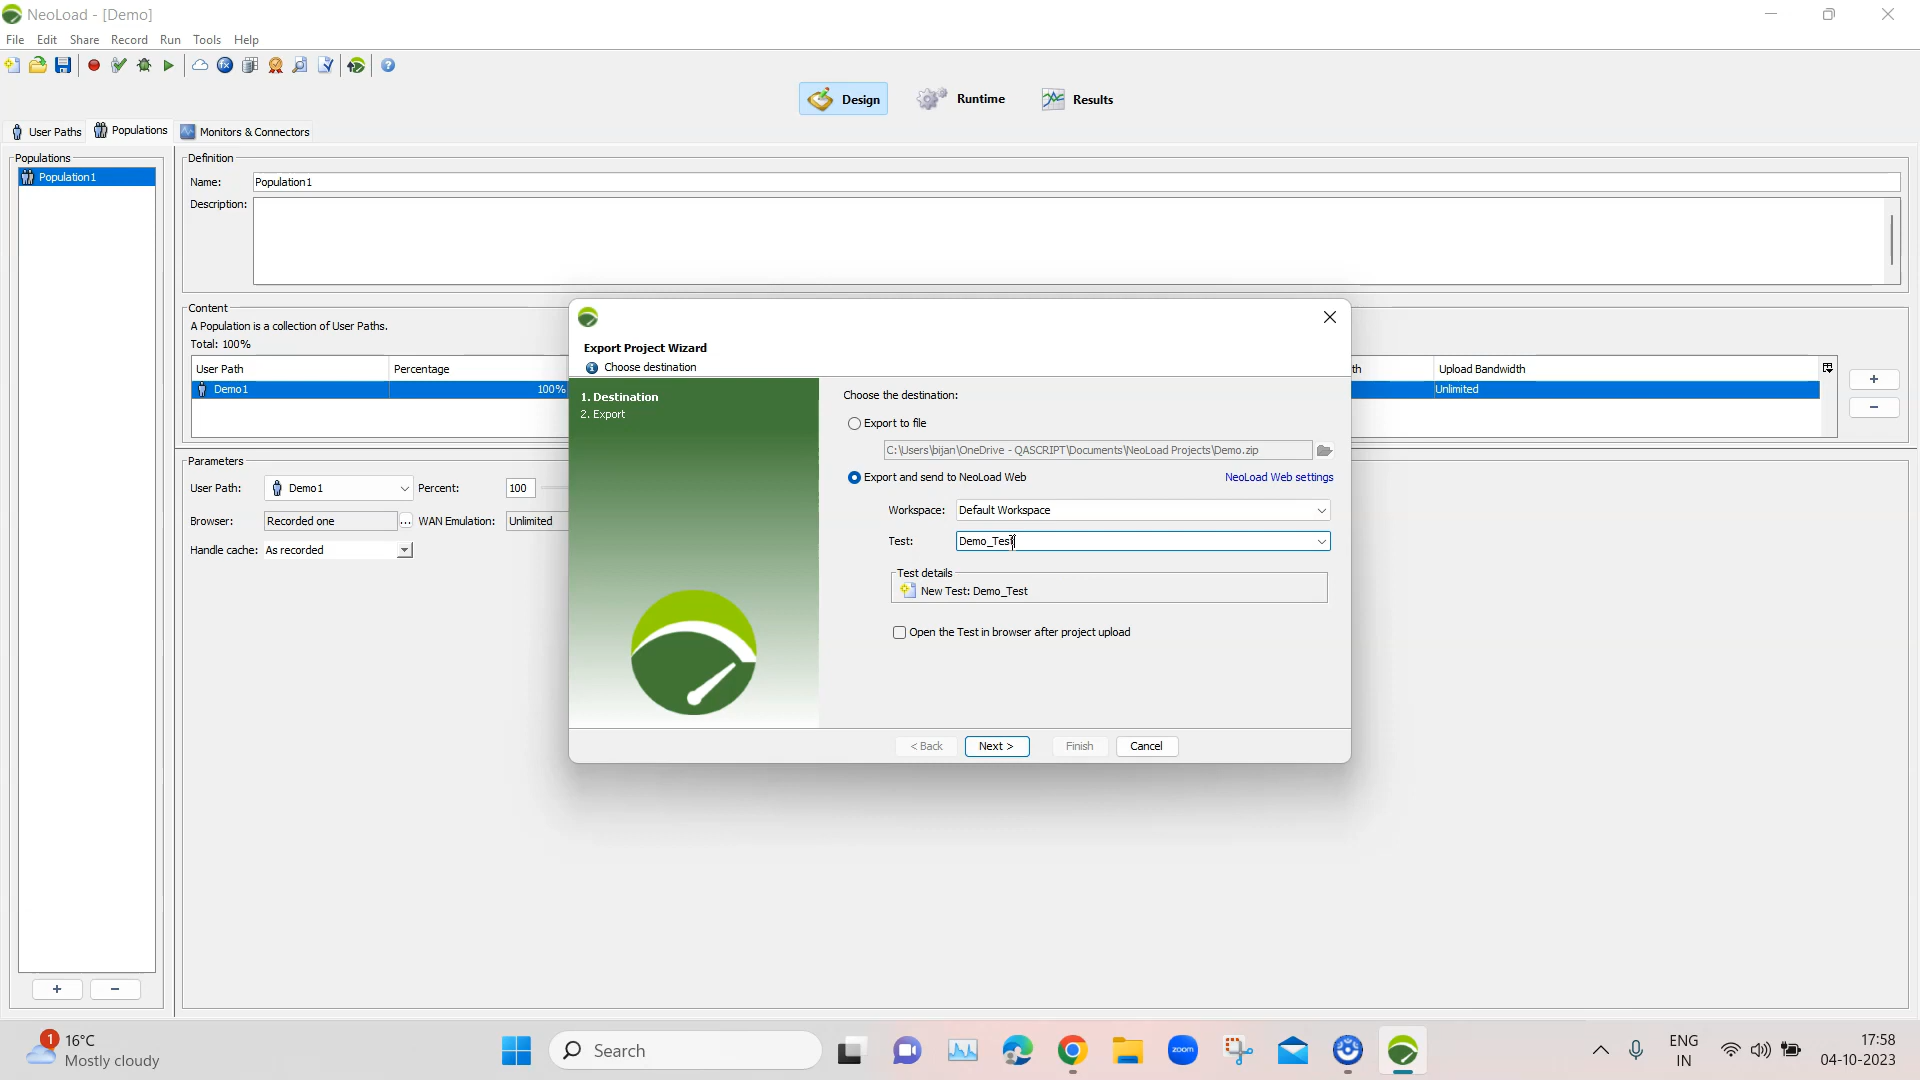 NeoLoad - [Demo]
File Edit Share Record Run Tools Help
Design Runtime Results
User Paths Populations Monitors & Connectors
Populations
Population1
Definition
Name: Population1
Description:
Content
A Population is a collection of User Paths.
Total: 100%
User Path Percentage th Upload Bandwidth
Demo1 100% Unlimited
+
-
Parameters
User Path: Demo1 Percent: 100
Browser: Recorded one ... WAN Emulation: Unlimited
Handle cache: As recorded
Export Project Wizard
Choose destination
1. Destination
2. Export
Choose the destination:
Export to file
C:\Users\bijan\OneDrive - QASCRIPT\Documents\NeoLoad Projects\Demo.zip
Export and send to NeoLoad Web NeoLoad Web settings
Workspace: Default Workspace
Test: Demo_Test
Test details
New Test: Demo_Test
Open the Test in browser after project upload
< Back Next > Finish Cancel
+ -
1 16°C
Mostly cloudy
Search
zoom
ENG
IN
17:58
04-10-2023